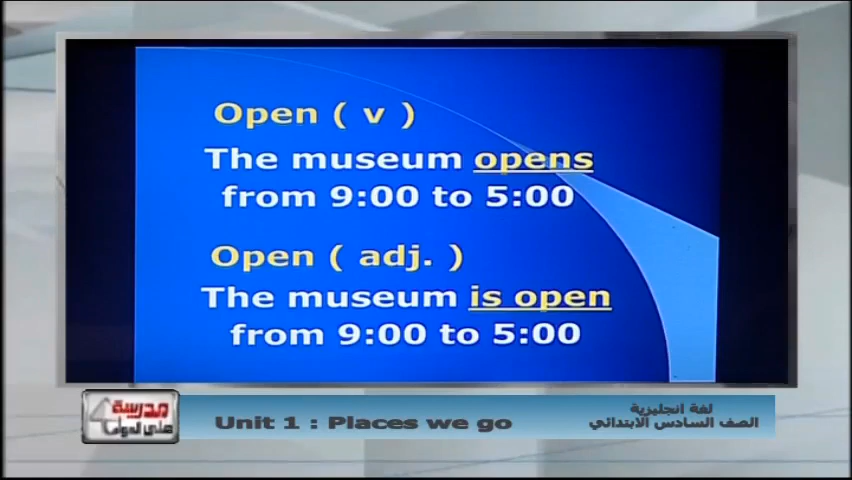 Open ( v )
The museum opens
from 9:00 to 5:00
Open ( adj. )
The museum is open
from 9:00 to 5:00
مدرسة
على الهواء
Unit 1 : Places we go
لغة انجليزية
الصف السادس الابتدائي